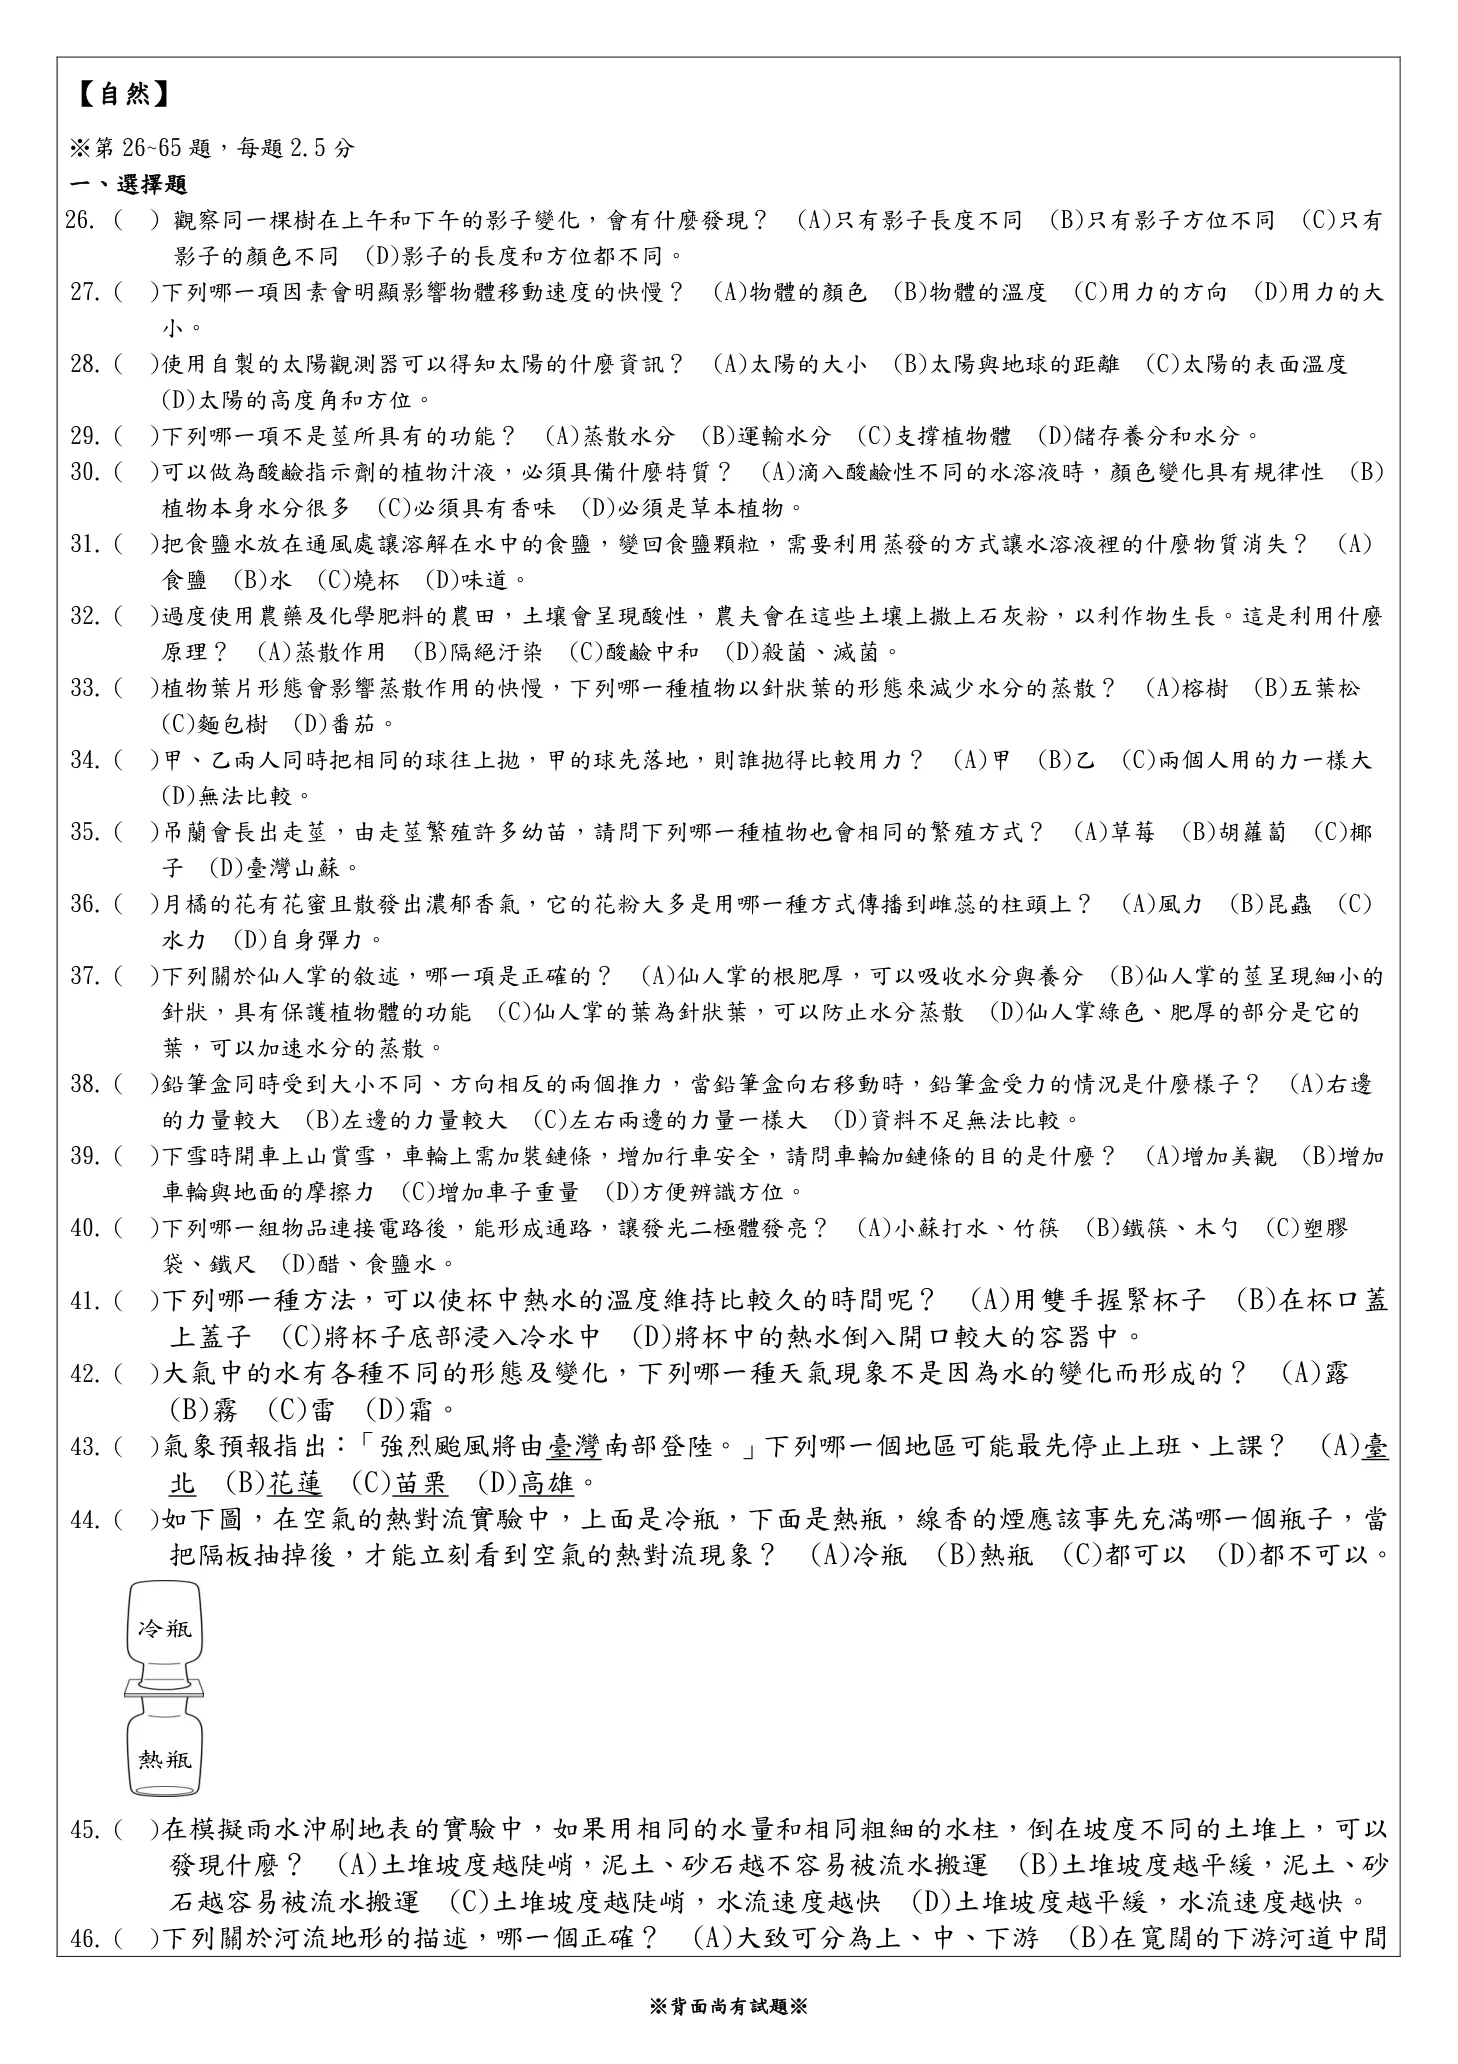 【自然】
※第 26~65 題，每題 2.5 分
一、選擇題
26. (　) 觀察同一棵樹在上午和下午的影子變化，會有什麼發現？　(A)只有影子長度不同　(B)只有影子方位不同　(C)只有
影子的顏色不同　(D)影子的長度和方位都不同。
27. (　)下列哪一項因素會明顯影響物體移動速度的快慢？　(A)物體的顏色　(B)物體的溫度　(C)用力的方向　(D)用力的大
小。
28. (　)使用自製的太陽觀測器可以得知太陽的什麼資訊？　(A)太陽的大小　(B)太陽與地球的距離　(C)太陽的表面溫度
(D)太陽的高度角和方位。
29. (　)下列哪一項不是莖所具有的功能？　(A)蒸散水分　(B)運輸水分　(C)支撐植物體　(D)儲存養分和水分。
30. (　)可以做為酸鹼指示劑的植物汁液，必須具備什麼特質？　(A)滴入酸鹼性不同的水溶液時，顏色變化具有規律性　(B)
植物本身水分很多　(C)必須具有香味　(D)必須是草本植物。
31. (　)把食鹽水放在通風處讓溶解在水中的食鹽，變回食鹽顆粒，需要利用蒸發的方式讓水溶液裡的什麼物質消失？　(A)
食鹽　(B)水　(C)燒杯　(D)味道。
32. (　)過度使用農藥及化學肥料的農田，土壤會呈現酸性，農夫會在這些土壤上撒上石灰粉，以利作物生長。這是利用什麼
原理？　(A)蒸散作用　(B)隔絕汙染　(C)酸鹼中和　(D)殺菌、滅菌。
33. (　)植物葉片形態會影響蒸散作用的快慢，下列哪一種植物以針狀葉的形態來減少水分的蒸散？　(A)榕樹　(B)五葉松
(C)麵包樹　(D)番茄。
34. (　)甲、乙兩人同時把相同的球往上拋，甲的球先落地，則誰拋得比較用力？　(A)甲　(B)乙　(C)兩個人用的力一樣大
(D)無法比較。
35. (　)吊蘭會長出走莖，由走莖繁殖許多幼苗，請問下列哪一種植物也會相同的繁殖方式？　(A)草莓　(B)胡蘿蔔　(C)椰
子　(D)臺灣山蘇。
36. (　)月橘的花有花蜜且散發出濃郁香氣，它的花粉大多是用哪一種方式傳播到雌蕊的柱頭上？　(A)風力　(B)昆蟲　(C)
水力　(D)自身彈力。
37. (　)下列關於仙人掌的敘述，哪一項是正確的？　(A)仙人掌的根肥厚，可以吸收水分與養分　(B)仙人掌的莖呈現細小的
針狀，具有保護植物體的功能　(C)仙人掌的葉為針狀葉，可以防止水分蒸散　(D)仙人掌綠色、肥厚的部分是它的
葉，可以加速水分的蒸散。
38. (　)鉛筆盒同時受到大小不同、方向相反的兩個推力，當鉛筆盒向右移動時，鉛筆盒受力的情況是什麼樣子？　(A)右邊
的力量較大　(B)左邊的力量較大　(C)左右兩邊的力量一樣大　(D)資料不足無法比較。
39. (　)下雪時開車上山賞雪，車輪上需加裝鏈條，增加行車安全，請問車輪加鏈條的目的是什麼？　(A)增加美觀　(B)增加
車輪與地面的摩擦力　(C)增加車子重量　(D)方便辨識方位。
40. (　)下列哪一組物品連接電路後，能形成通路，讓發光二極體發亮？　(A)小蘇打水、竹筷　(B)鐵筷、木勺　(C)塑膠
袋、鐵尺　(D)醋、食鹽水。
41. (　)下列哪一種方法，可以使杯中熱水的溫度維持比較久的時間呢？　(A)用雙手握緊杯子　(B)在杯口蓋
上蓋子　(C)將杯子底部浸入冷水中　(D)將杯中的熱水倒入開口較大的容器中。
42. (　)大氣中的水有各種不同的形態及變化，下列哪一種天氣現象不是因為水的變化而形成的？　(A)露
(B)霧　(C)雷　(D)霜。
43. (　)氣象預報指出：「強烈颱風將由臺灣南部登陸。」下列哪一個地區可能最先停止上班、上課？　(A)臺
北　(B)花蓮　(C)苗栗　(D)高雄。
44. (　)如下圖，在空氣的熱對流實驗中，上面是冷瓶，下面是熱瓶，線香的煙應該事先充滿哪一個瓶子，當
把隔板抽掉後，才能立刻看到空氣的熱對流現象？　(A)冷瓶　(B)熱瓶　(C)都可以　(D)都不可以。
冷瓶
熱瓶
45. (　)在模擬雨水沖刷地表的實驗中，如果用相同的水量和相同粗細的水柱，倒在坡度不同的土堆上，可以
發現什麼？　(A)土堆坡度越陡峭，泥土、砂石越不容易被流水搬運　(B)土堆坡度越平緩，泥土、砂
石越容易被流水搬運　(C)土堆坡度越陡峭，水流速度越快　(D)土堆坡度越平緩，水流速度越快。
46. (　)下列關於河流地形的描述，哪一個正確？　(A)大致可分為上、中、下游　(B)在寬闊的下游河道中間
※背面尚有試題※